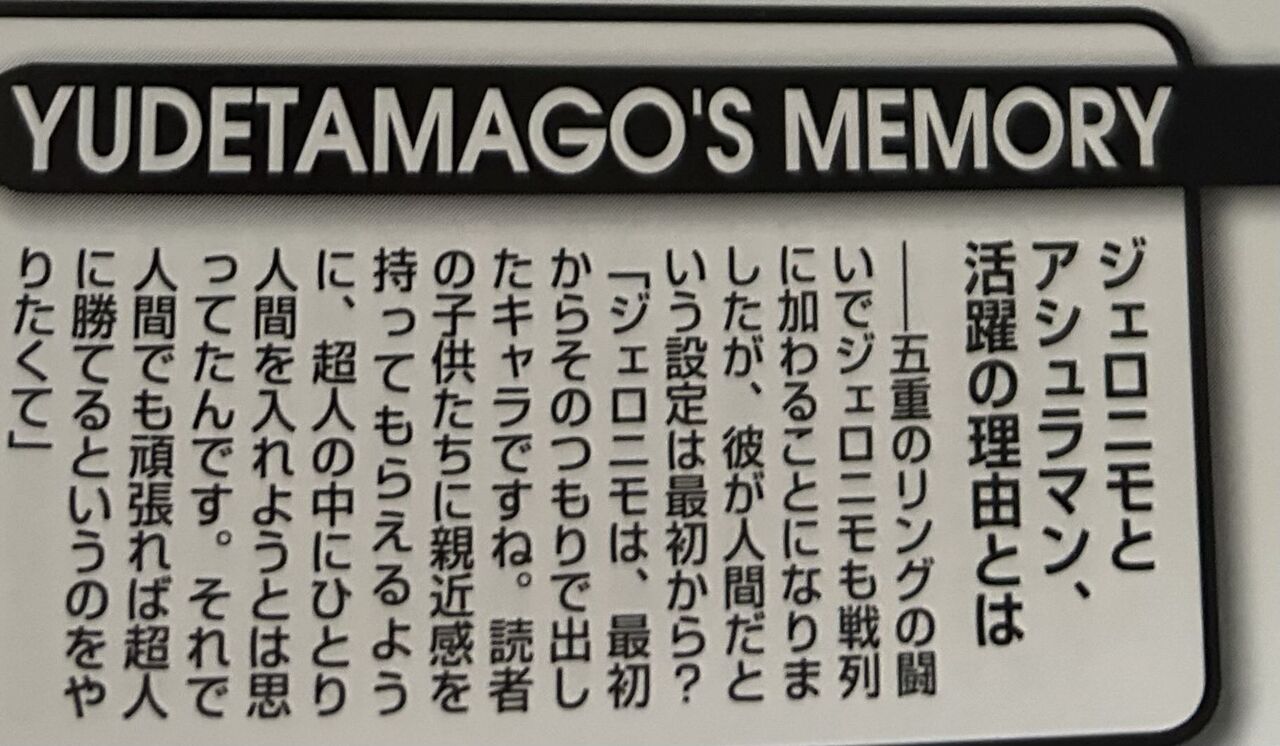 YUDETAMAGO'S MEMORY
ジェロニモと
アシュラマン、
活躍の理由とは
――五重のリングの闘
いでジェロニモも戦列
に加わることになりま
したが、彼が人間だと
いう設定は最初から?
「ジェロニモは、最初
からそのつもりで出し
たキャラですね。読者
の子供たちに親近感を
持ってもらえるよう
に、超人の中にひとり
人間を入れようとは思
ってたんです。それで
人間でも頑張れば超人
に勝てるというのをや
りたくて」